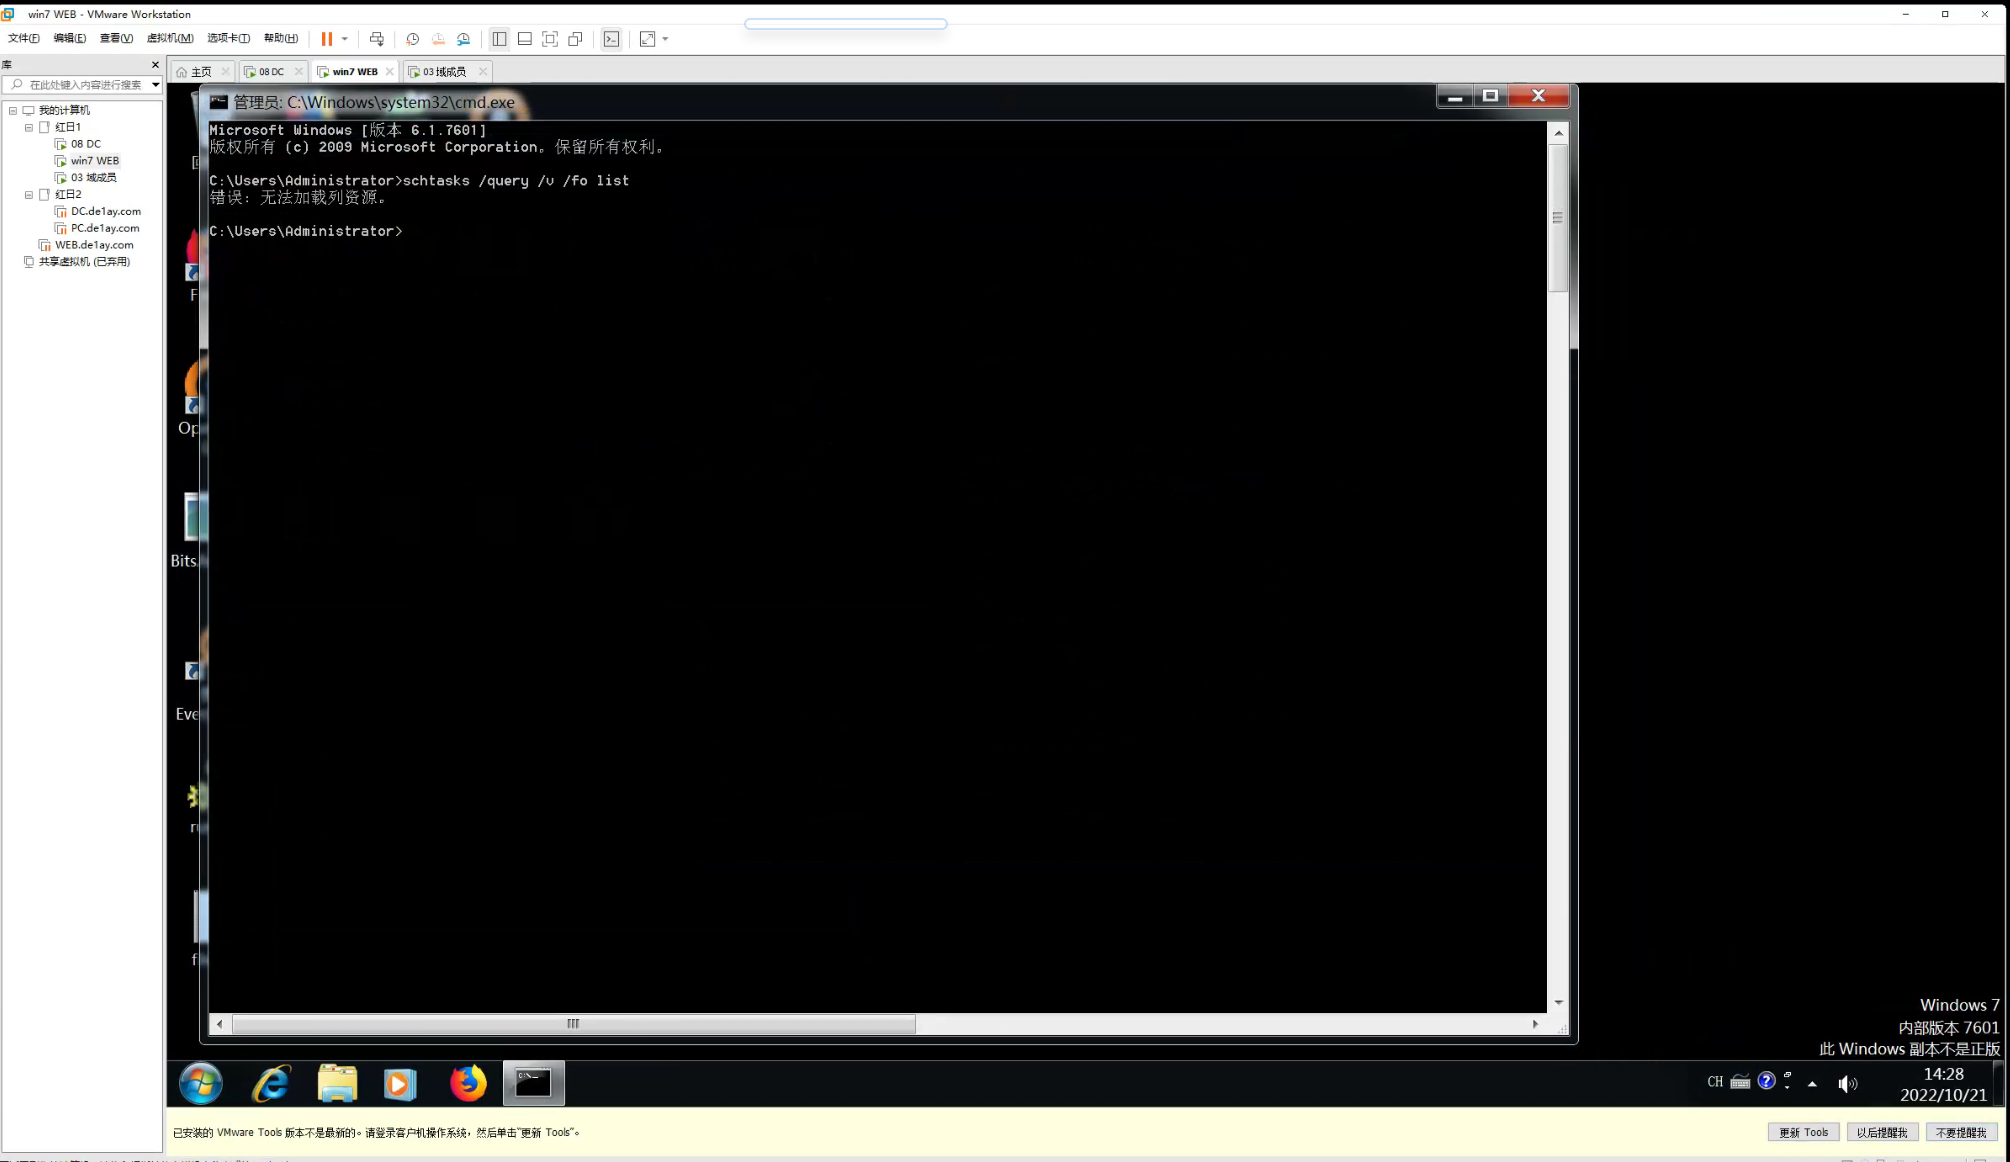 win7 WEB - VMware Workstation
文件(F) 编辑(E) 查看(V) 虚拟机(M) 选项卡(T) 帮助(H)
库
在此处键入内容进行搜索
我的计算机
红日1
08 DC
win7 WEB
03 域成员
红日2
DC.de1ay.com
PC.de1ay.com
WEB.de1ay.com
共享虚拟机 (已弃用)
主页 08 DC win7 WEB 03 域成员
管理员: C:\Windows\system32\cmd.exe
Microsoft Windows [版本 6.1.7601]
版权所有 (c) 2009 Microsoft Corporation。保留所有权利。
C:\Users\Administrator>schtasks /query /v /fo list
错误: 无法加载列资源。
C:\Users\Administrator>
F
Op
Bits.
Eve
Windows 7
内部版本 7601
此 Windows 副本不是正版
CH
14:28
2022/10/21
已安装的 VMware Tools 版本不是最新的。请登录客户机操作系统，然后单击“更新 Tools”。
更新 Tools 以后提醒我 不要提醒我